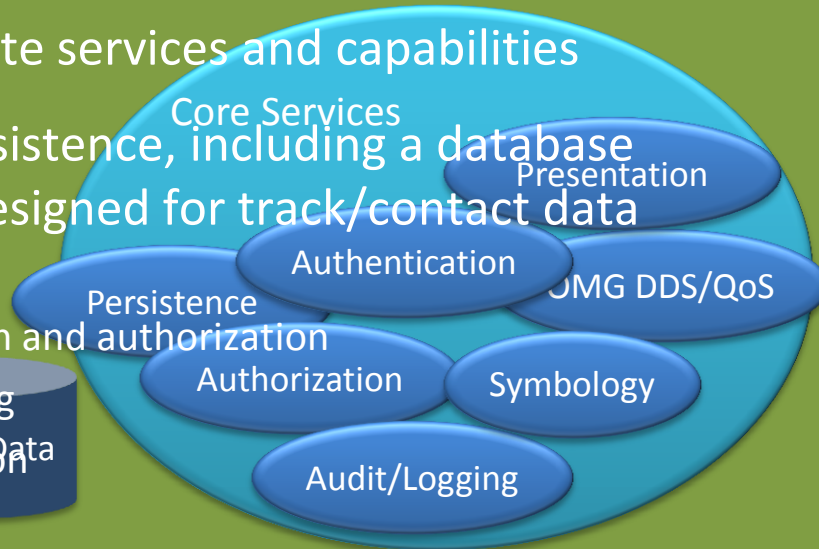 te services and capabilities
Core Services
sistence, including a database
Presentation
esigned for track/contact data
Authentication
OMG DDS/QoS
Persistence
n and authorization
Authorization
Symbology
g
Data
on
Audit/Logging